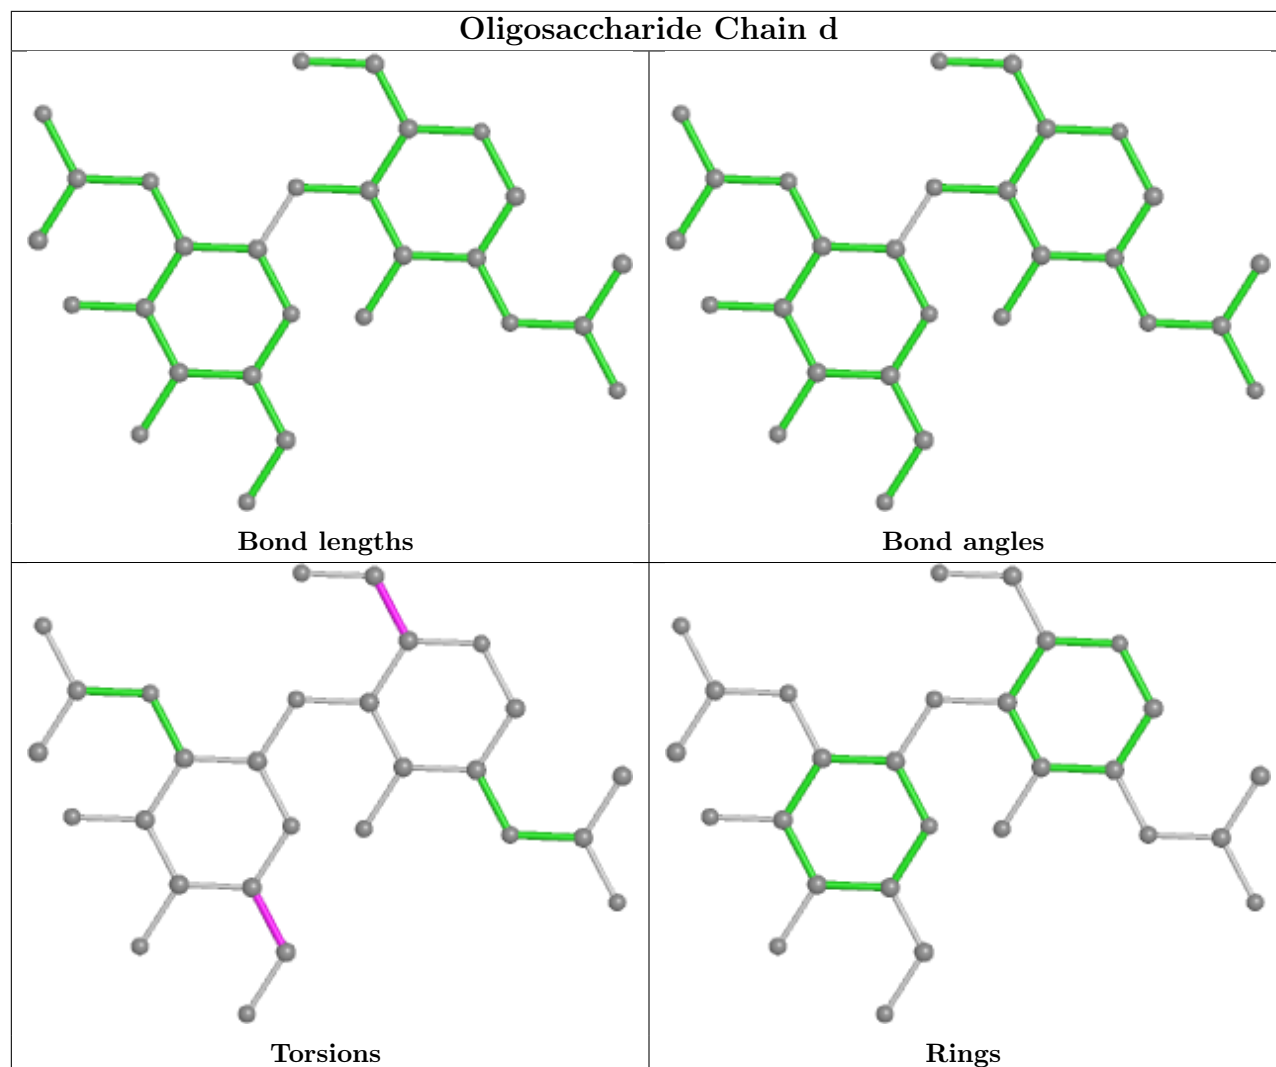 Oligosaccharide Chain d
Bond lengths
Bond angles
Torsions
Rings